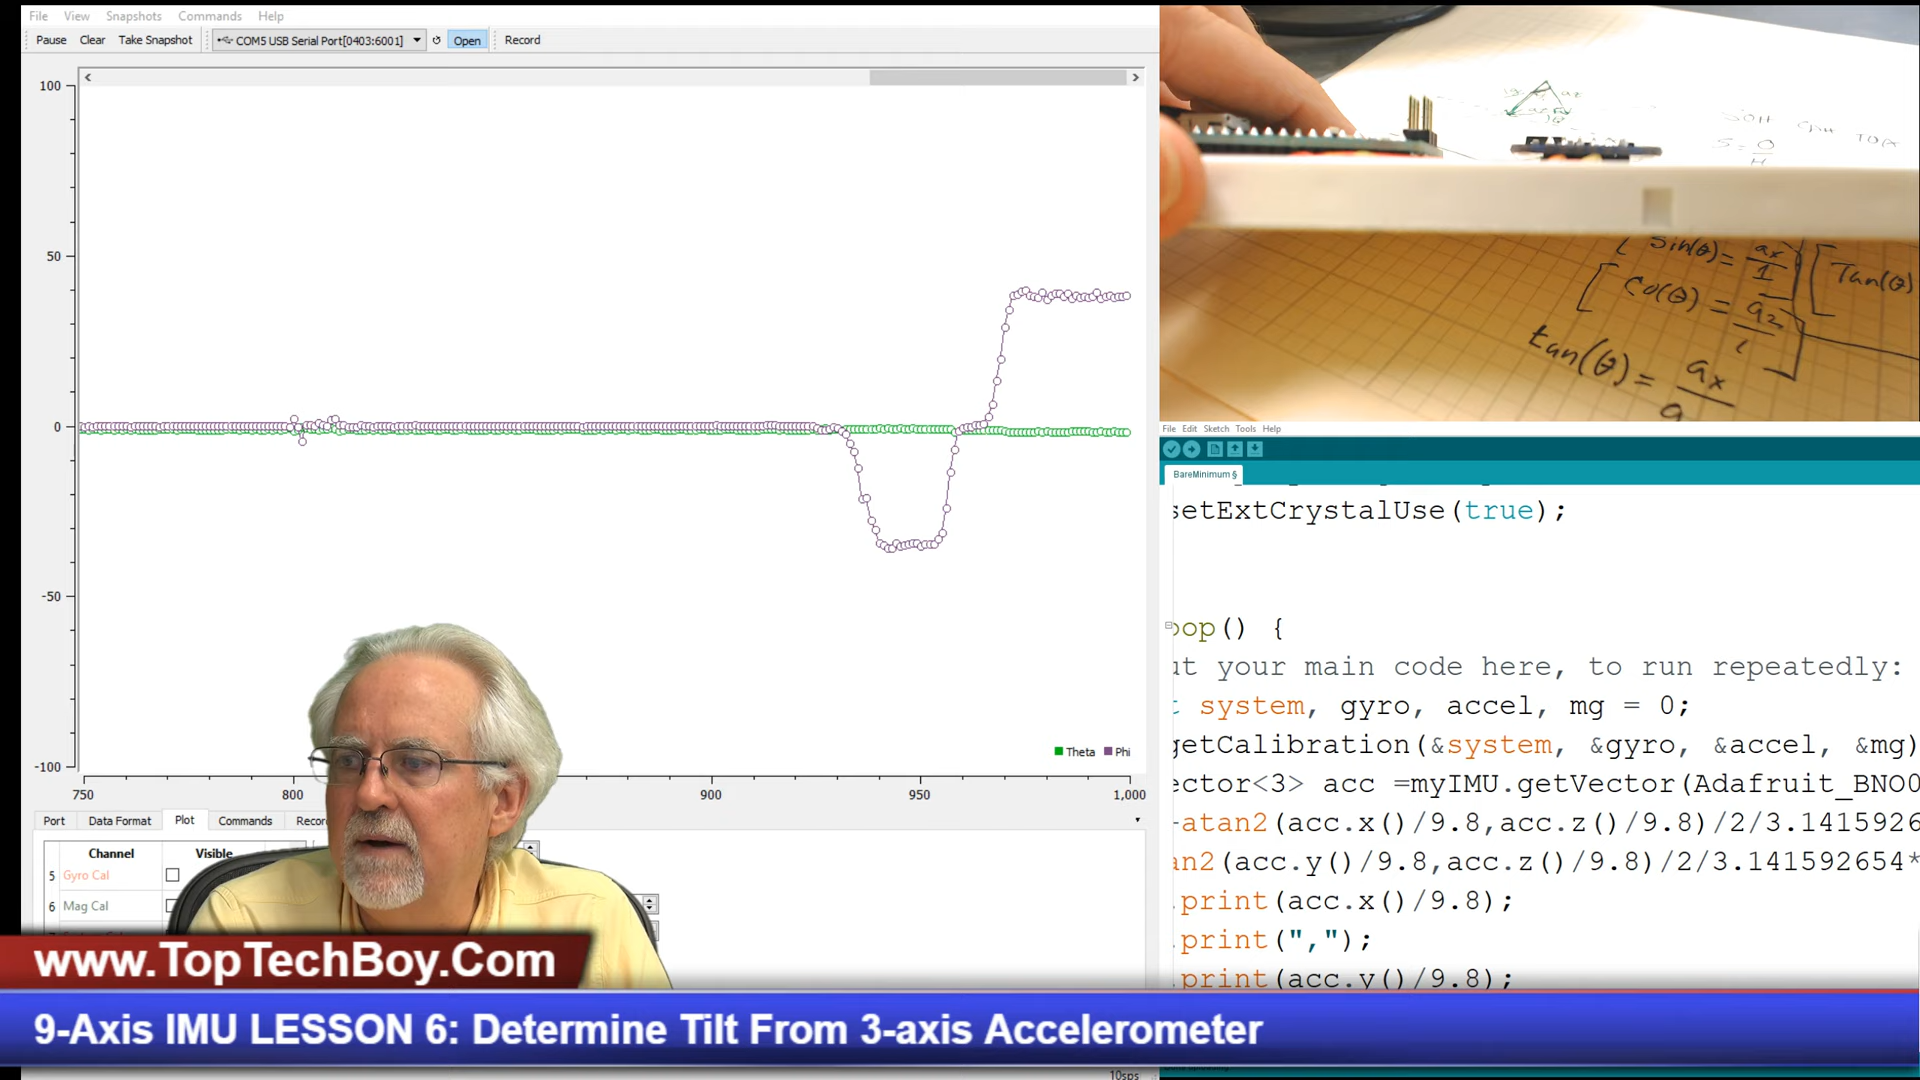 File View Snapshots Commands Help
Pause Clear Take Snapshot COM5 USB Serial Port[0403:6001] Open Record
100
50
0
-50
-100
Theta Phi
750 800 900 950 1,000
Port Data Format Plot Commands
Channel Visible
5 Gyro Cal
6 Mag Cal
10sps
SOH CAH TOA
S = O
H
Sin(θ) = ax
1
Tan(θ)
Co(θ) = az
tan(θ) = ax
a
File Edit Sketch Tools Help
BareMinimum §
setExtCrystalUse(true);
oop() {
ut your main code here, to run repeatedly:
t system, gyro, accel, mg = 0;
getCalibration(&system, &gyro, &accel, &mg)
ector<3> acc =myIMU.getVector(Adafruit_BNO0
-atan2(acc.x()/9.8,acc.z()/9.8)/2/3.1415926
an2(acc.y()/9.8,acc.z()/9.8)/2/3.141592654*
.print(acc.x()/9.8);
.print(",");
.print(acc.y()/9.8);
www.TopTechBoy.Com
9-Axis IMU LESSON 6: Determine Tilt From 3-axis Accelerometer